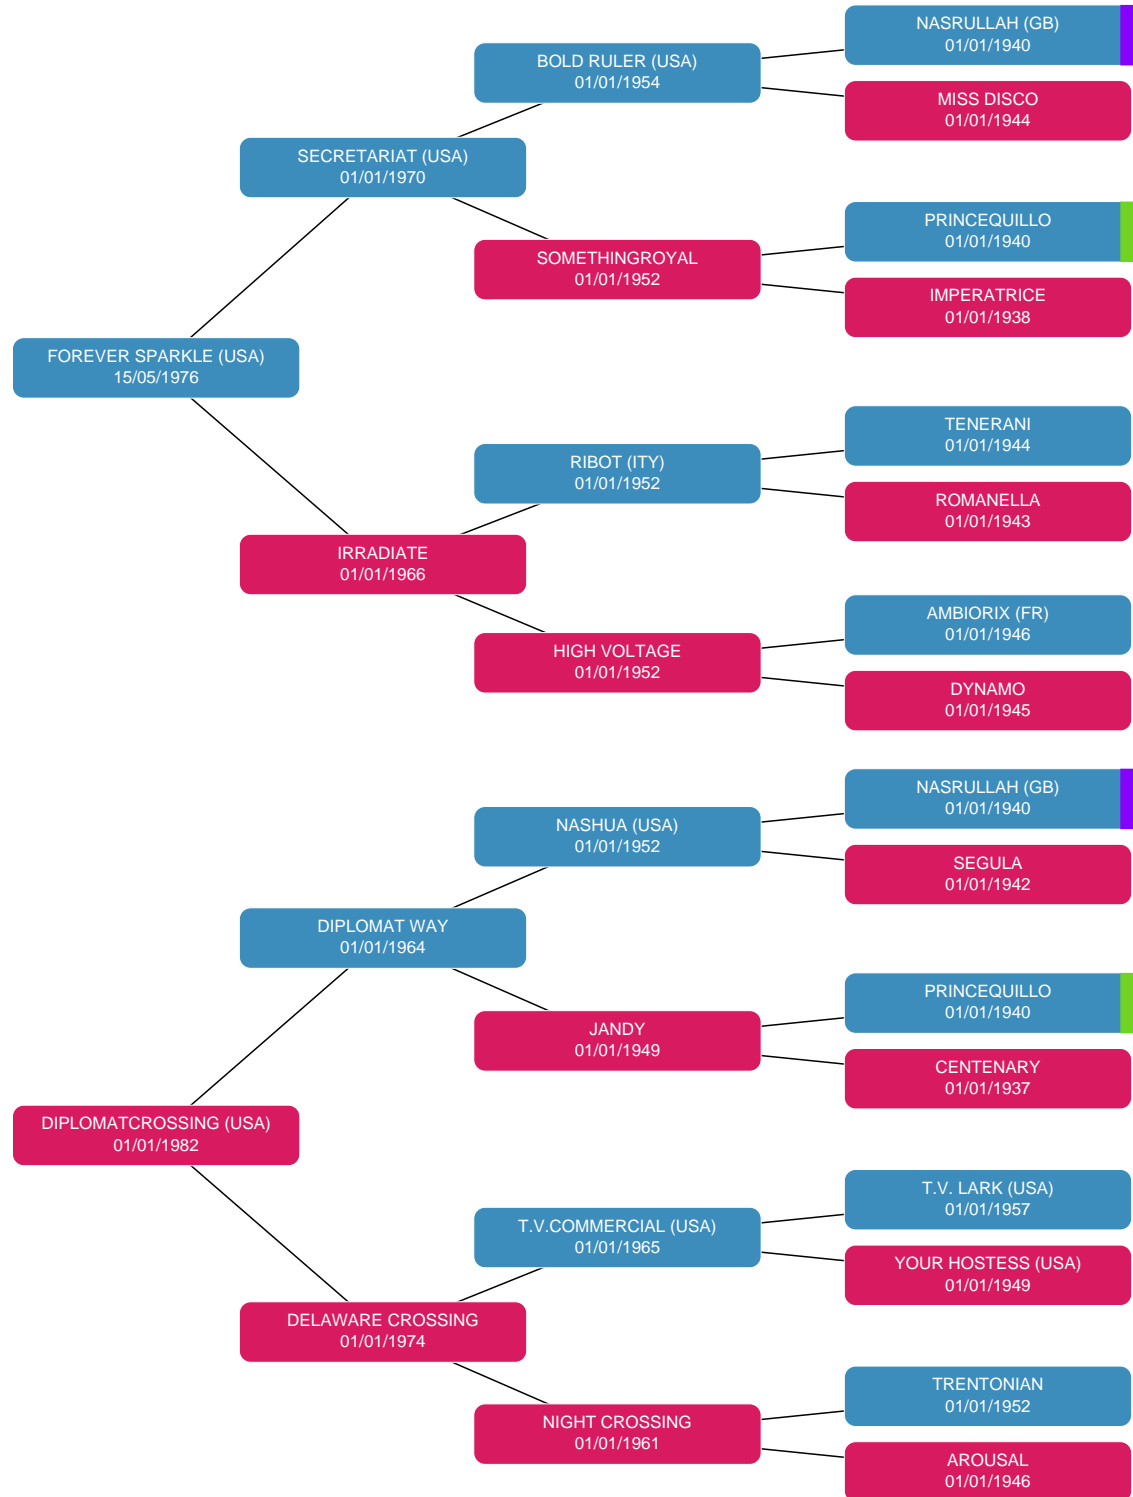 NASRULLAH (GB)
01/01/1940
BOLD RULER (USA)
01/01/1954
MISS DISCO
01/01/1944
SECRETARIAT (USA)
01/01/1970
PRINCEQUILLO
01/01/1940
SOMETHINGROYAL
01/01/1952
IMPERATRICE
01/01/1938
FOREVER SPARKLE (USA)
15/05/1976
TENERANI
01/01/1944
RIBOT (ITY)
01/01/1952
ROMANELLA
01/01/1943
IRRADIATE
01/01/1966
AMBIORIX (FR)
01/01/1946
HIGH VOLTAGE
01/01/1952
DYNAMO
01/01/1945
NASRULLAH (GB)
01/01/1940
NASHUA (USA)
01/01/1952
SEGULA
01/01/1942
DIPLOMAT WAY
01/01/1964
PRINCEQUILLO
01/01/1940
JANDY
01/01/1949
CENTENARY
01/01/1937
DIPLOMATCROSSING (USA)
01/01/1982
T.V. LARK (USA)
01/01/1957
T.V.COMMERCIAL (USA)
01/01/1965
YOUR HOSTESS (USA)
01/01/1949
DELAWARE CROSSING
01/01/1974
TRENTONIAN
01/01/1952
NIGHT CROSSING
01/01/1961
AROUSAL
01/01/1946